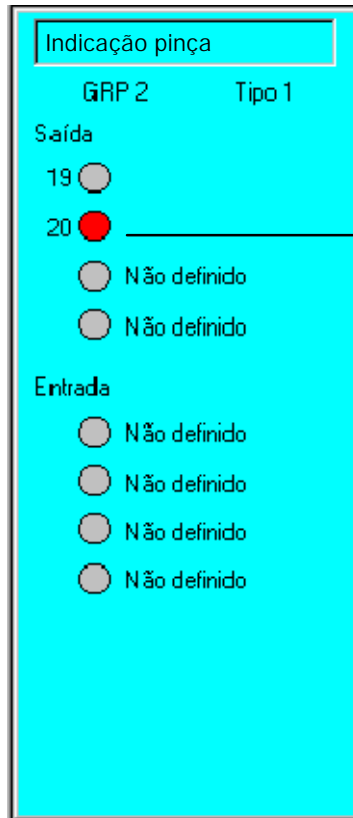 Indicação pinça
GRP 2 Tipo 1
Saída
19
20
Não definido
Não definido
Entrada
Não definido
Não definido
Não definido
Não definido